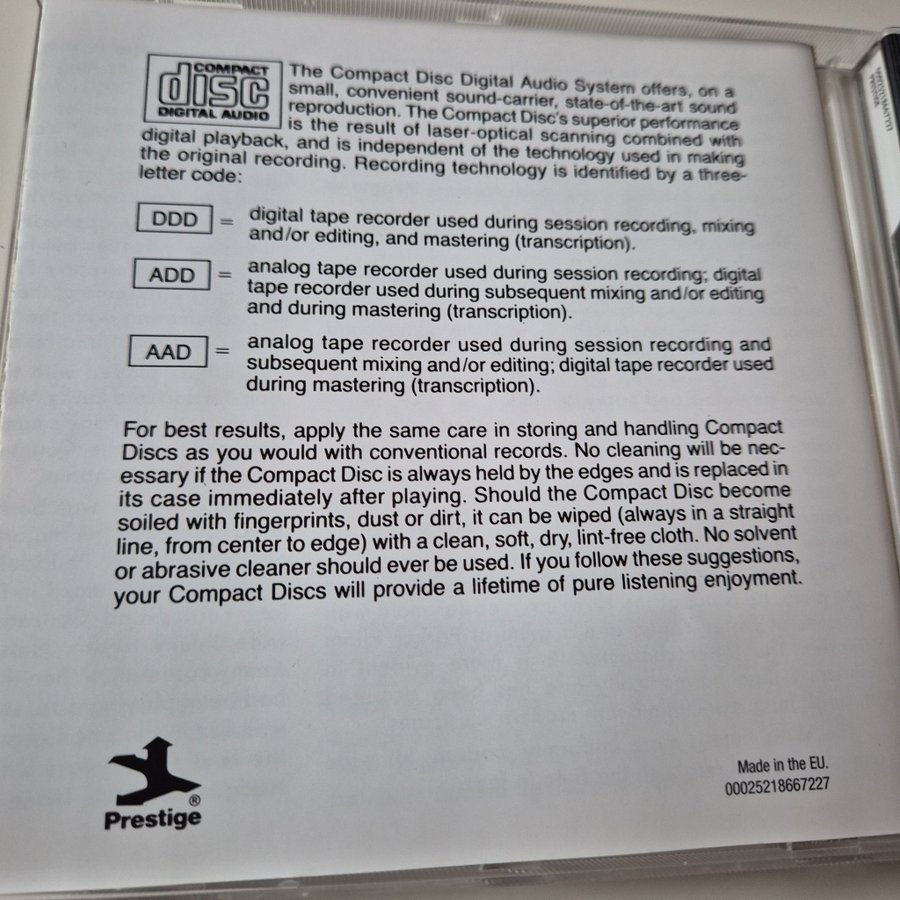 COMPACT
disc
DIGITAL AUDIO
The Compact Disc Digital Audio System offers, on a
small, convenient sound-carrier, state-of-the-art sound
reproduction. The Compact Disc's superior performance
is the result of laser-optical scanning combined with
digital playback, and is independent of the technology used in making
the original recording. Recording technology is identified by a three-
letter code:
DDD = digital tape recorder used during session recording, mixing
and/or editing, and mastering (transcription).
ADD = analog tape recorder used during session recording; digital
tape recorder used during subsequent mixing and/or editing
and during mastering (transcription).
AAD = analog tape recorder used during session recording and
subsequent mixing and/or editing; digital tape recorder used
during mastering (transcription).
For best results, apply the same care in storing and handling Compact
Discs as you would with conventional records. No cleaning will be nec-
essary if the Compact Disc is always held by the edges and is replaced in
its case immediately after playing. Should the Compact Disc become
soiled with fingerprints, dust or dirt, it can be wiped (always in a straight
line, from center to edge) with a clean, soft, dry, lint-free cloth. No solvent
or abrasive cleaner should ever be used. If you follow these suggestions,
your Compact Discs will provide a lifetime of pure listening enjoyment.
Prestige®
Made in the EU.
00025218667227